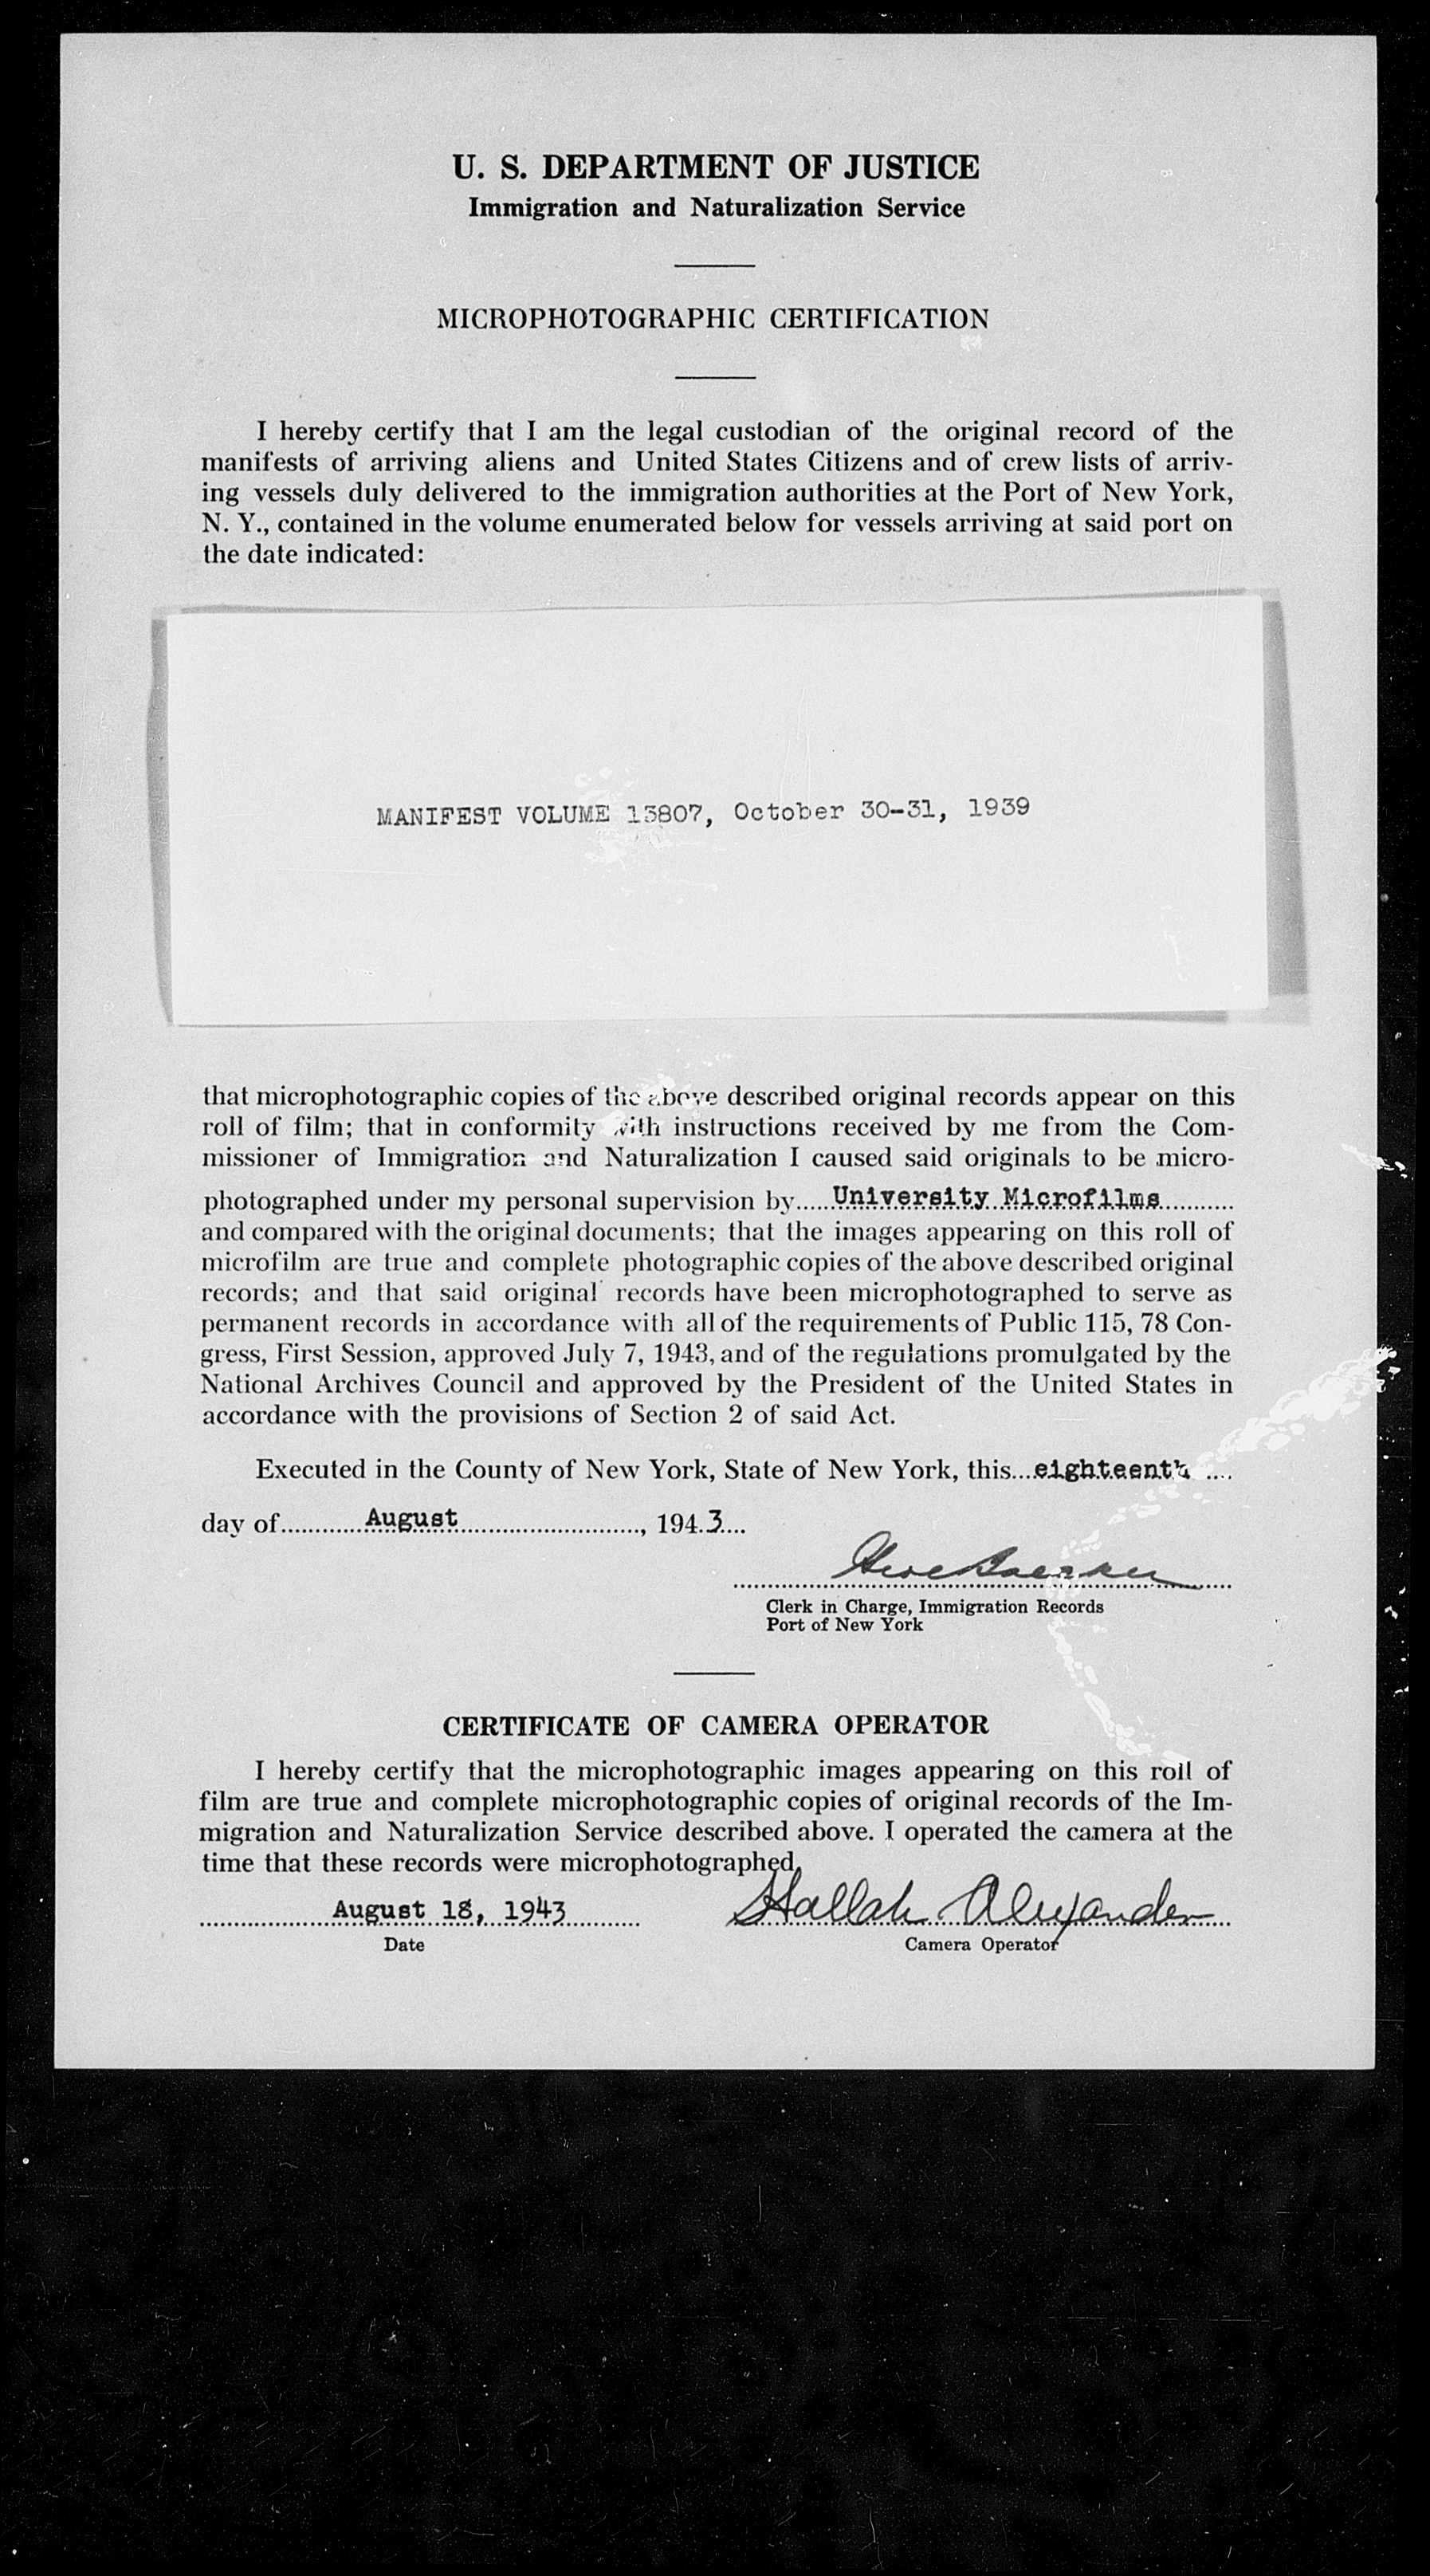 U. S. DEPARTMENT OF JUSTICE
Immigration and Naturalization Service
MICROPHOTOGRAPHIC CERTIFICATION
I hereby certify that I am the legal custodian of the original record of the
manifests of arriving aliens and United States Citizens and of crew lists of arriv-
ing vessels duly delivered to the immigration authorities at the Port of New York,
N. Y., contained in the volume enumerated below for vessels arriving at said port on
the date indicated:
MANIFEST VOLUME 13807, October 30-31, 1939
that microphotographic copies of the above described original records appear on this
roll of film; that in conformity with instructions received by me from the Com-
missioner of Immigration and Naturalization I caused said originals to be micro-
photographed under my personal supervision by University Microfilms
and compared with the original documents; that the images appearing on this roll of
microfilm are true and complete photographic copies of the above described original
records; and that said original records have been microphotographed to serve as
permanent records in accordance with all of the requirements of Public 115, 78 Con-
gress, First Session, approved July 7, 1943, and of the regulations promulgated by the
National Archives Council and approved by the President of the United States in
accordance with the provisions of Section 2 of said Act.
Executed in the County of New York, State of New York, this eighteenth
day of August, 1943
Clerk in Charge, Immigration Records
Port of New York
CERTIFICATE OF CAMERA OPERATOR
I hereby certify that the microphotographic images appearing on this roll of
film are true and complete microphotographic copies of original records of the Im-
migration and Naturalization Service described above. I operated the camera at the
time that these records were microphotographed.
August 18, 1943 Hallah Alexander
Date Camera Operator